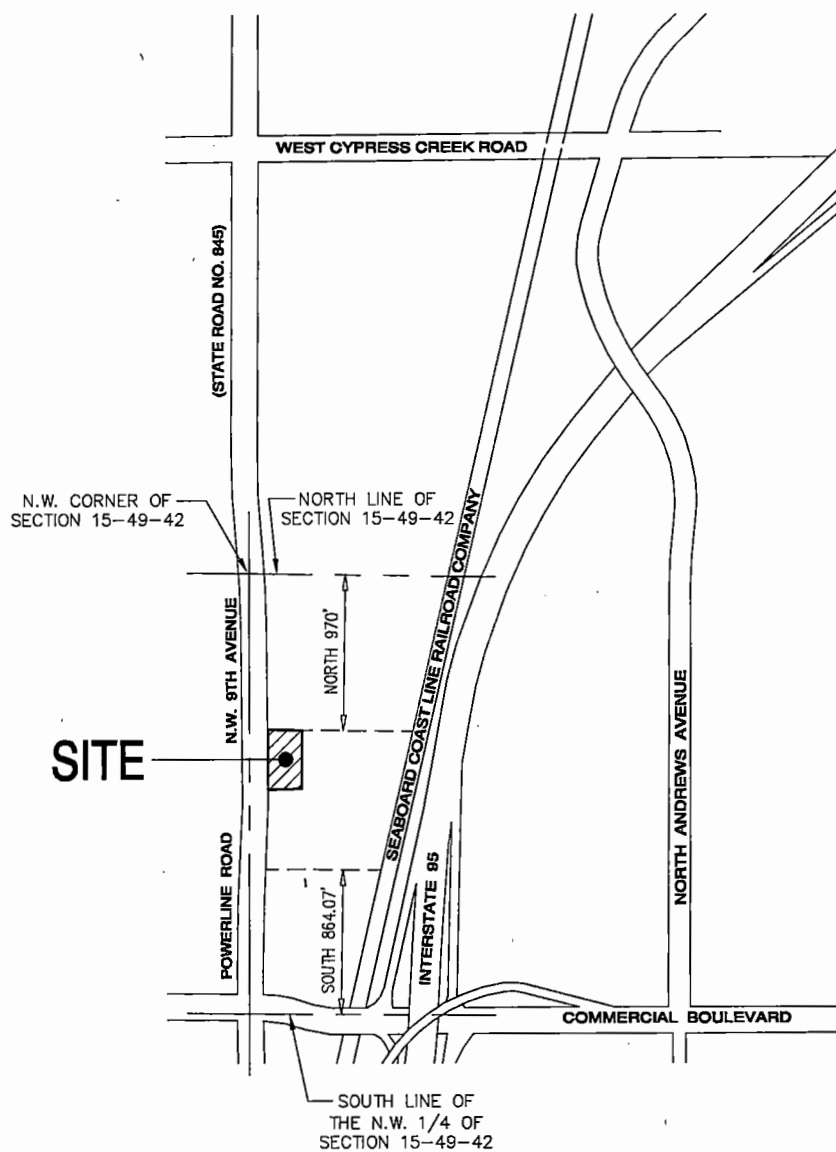 WEST CYPRESS CREEK ROAD
(STATE ROAD NO. 845)
N.W. CORNER OF
SECTION 15-49-42
NORTH LINE OF
SECTION 15-49-42
SEABOARD COAST LINE RAILROAD COMPANY
N.W. 9TH AVENUE
NORTH 970'
SITE
NORTH ANDREWS AVENUE
POWERLINE ROAD
SOUTH 864.07'
INTERSTATE 95
COMMERCIAL BOULEVARD
SOUTH LINE OF
THE N.W. 1/4 OF
SECTION 15-49-42